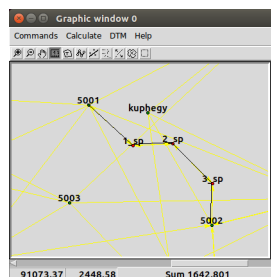 Graphic window 0
Commands Calculate DTM Help
5001
kuphegy
1_sp
2_sp
5003
3_sp
5002
91073.37 2448.58 Sum 1642.801